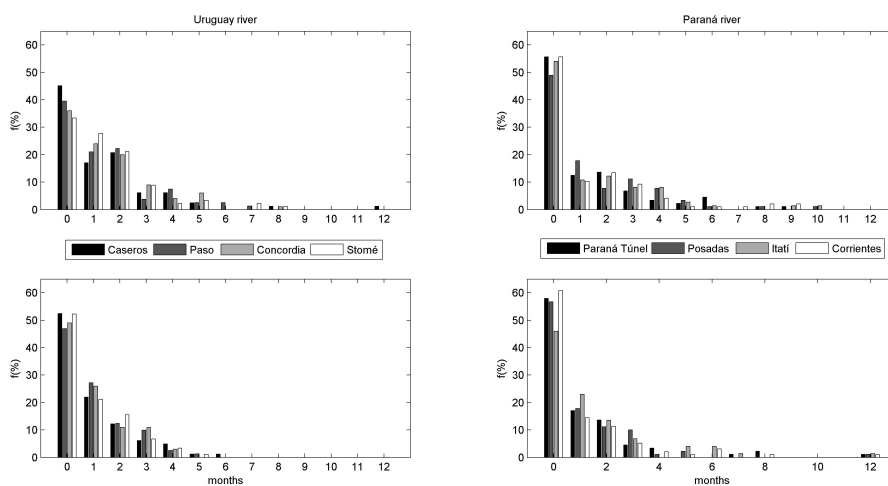 Uruguay river
60
50
40
30
20
10
0
f(%)
0 1 2 3 4 5 6 7 8 9 10 11 12
Caseros Paso Concordia Stomé
60
50
40
30
20
10
0
f(%)
0 1 2 3 4 5 6 7 8 9 10 11 12
months
Paraná river
60
50
40
30
20
10
0
f(%)
0 1 2 3 4 5 6 7 8 9 10 12
Paraná Túnel Posadas Itatí Corrientes
60
50
40
30
20
10
0
f(%)
0 2 4 6 8 10 12
months